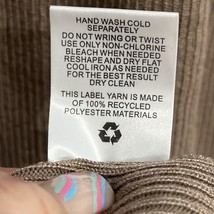 HAND WASH COLD
SEPARATELY
DO NOT WRING OR TWIST
USE ONLY NON-CHLORINE
BLEACH WHEN NEEDED
RESHAPE AND DRY FLAT
COOL IRON AS NEEDED
FOR THE BEST RESULT
DRY CLEAN
THIS LABEL YARN IS MADE
OF 100% RECYCLED
POLYESTER MATERIALS